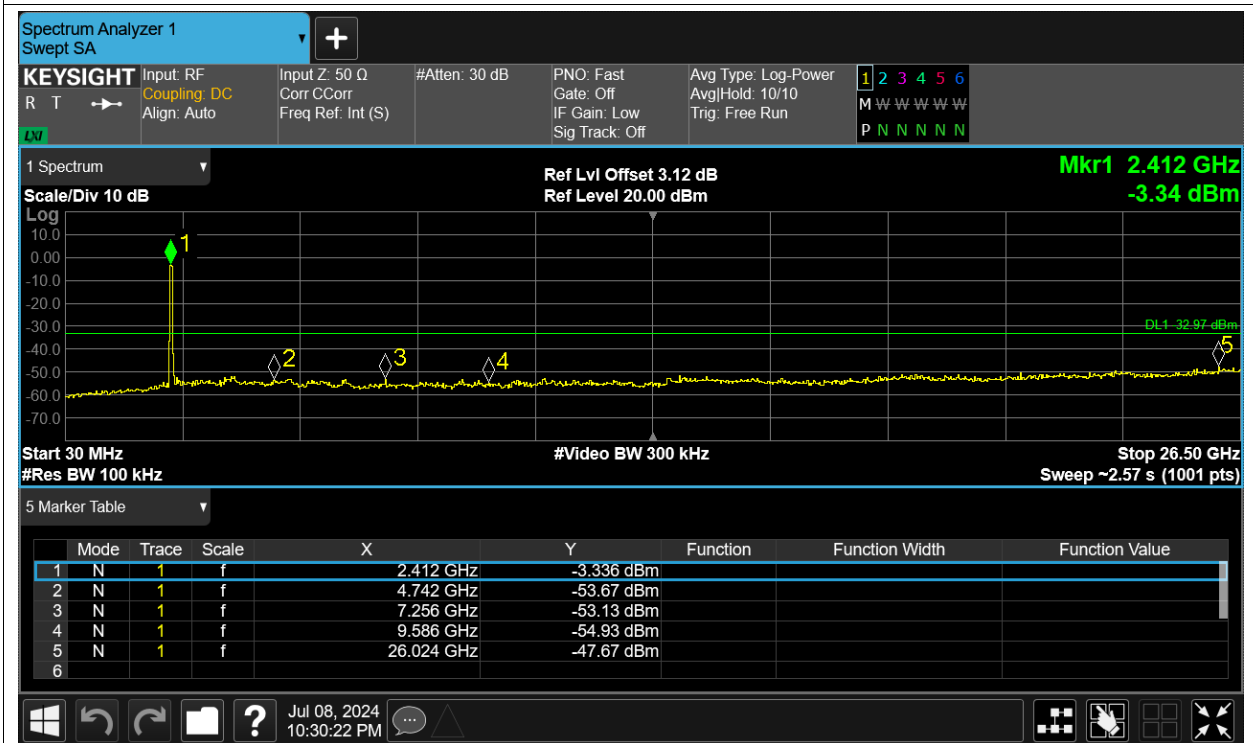 Spectrum Analyzer 1
Swept SA
KEYSIGHT
R T
LXI
Input: RF
Coupling: DC
Align: Auto
Input Z: 50 Ω
Corr CCorr
Freq Ref: Int (S)
#Atten: 30 dB
PNO: Fast
Gate: Off
IF Gain: Low
Sig Track: Off
Avg Type: Log-Power
Avg|Hold: 10/10
Trig: Free Run
1 2 3 4 5 6
M W W W W W W
P N N N N N
1 Spectrum
Scale/Div 10 dB
Ref Lvl Offset 3.12 dB
Ref Level 20.00 dBm
Mkr1 2.412 GHz
-3.34 dBm
Log
10.0
0.00
-10.0
-20.0
-30.0
-40.0
-50.0
-60.0
-70.0
1
2
3
4
5
DL1 -32.97 dBm
Start 30 MHz
#Res BW 100 kHz
#Video BW 300 kHz
Stop 26.50 GHz
Sweep ~2.57 s (1001 pts)
5 Marker Table
Mode Trace Scale X Y Function Function Width Function Value
1 N 1 f 2.412 GHz -3.336 dBm
2 N 1 f 4.742 GHz -53.67 dBm
3 N 1 f 7.256 GHz -53.13 dBm
4 N 1 f 9.586 GHz -54.93 dBm
5 N 1 f 26.024 GHz -47.67 dBm
6
?
Jul 08, 2024
10:30:22 PM